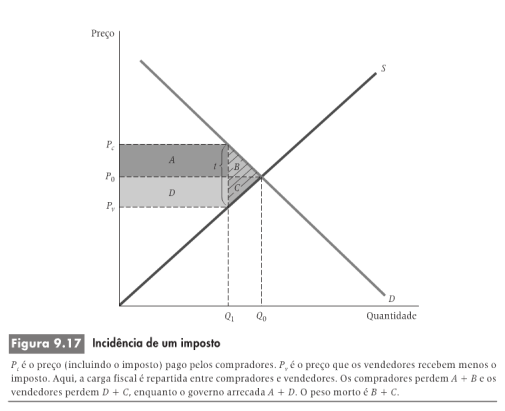 Preço
S
P꜀
A
t
B
P₀
C
D
Pᵥ
D
Q₁ Q₀ Quantidade
Figura 9.17 Incidência de um imposto
P꜀ é o preço (incluindo o imposto) pago pelos compradores. Pᵥ é o preço que os vendedores recebem menos o
imposto. Aqui, a carga fiscal é repartida entre compradores e vendedores. Os compradores perdem A + B e os
vendedores perdem D + C, enquanto o governo arrecada A + D. O peso morto é B + C.